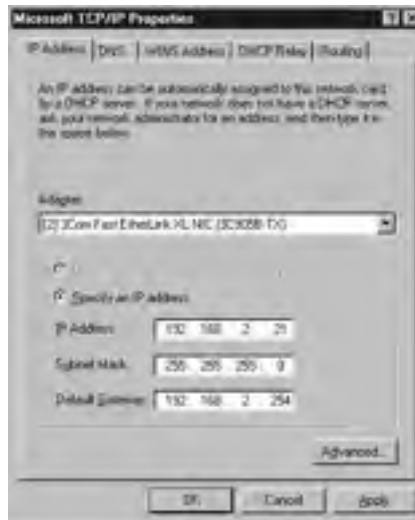 Microsoft TCP/IP Properties
IP Address DNS WINS Address DHCP Relay Routing
An IP address can be automatically assigned to this network card
by a DHCP server. If your network does not have a DHCP server,
ask your network administrator for an address, and then type it in
the space below.
Adapter:
[2] 3Com Fast EtherLink XL NIC (3C905B-TX)
Specify an IP address
IP Address: 192 . 168 . 2 . 21
Subnet Mask: 255 . 255 . 255 . 0
Default Gateway: 192 . 168 . 2 . 254
Advanced...
OK Cancel Apply